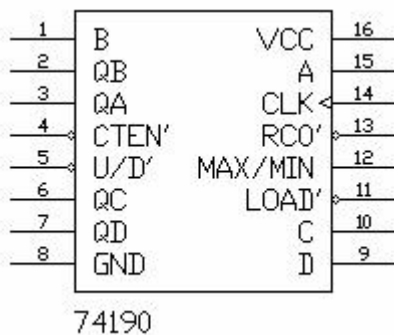 1 B VCC 16
2 QB A 15
3 QA CLK 14
4 CTEN' RCO' 13
5 U/D' MAX/MIN 12
6 QC LOAD' 11
7 QD C 10
8 GND D 9
74190